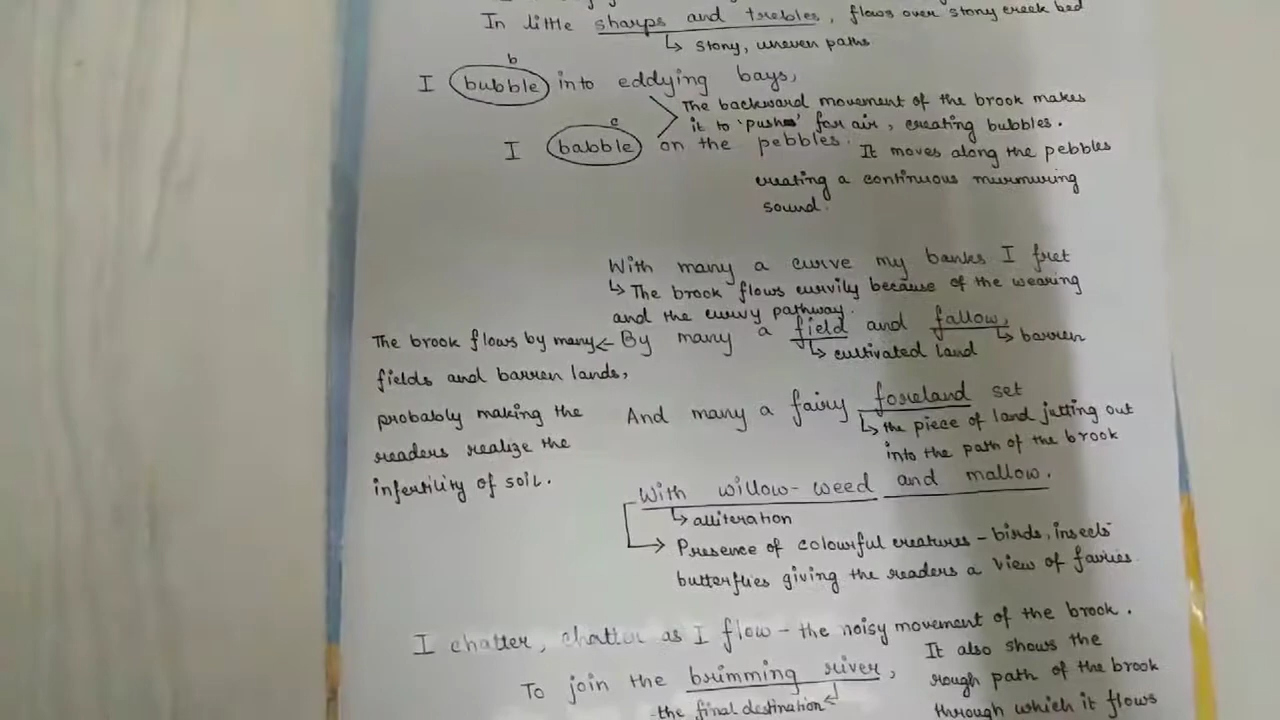 In little sharps and trebles, flows over stony creek bed
↳ stony, uneven paths
b
I bubble into eddying bays,
The backward movement of the brook makes
it to 'push' for air, creating bubbles.
c
I babble on the pebbles.
It moves along the pebbles
creating a continuous murmuring
sound.
With many a curve my banks I fret
↳ The brook flows curvily because of the wearing
and the curvy pathway.
The brook flows by many
fields and barren lands,
probably making the
readers realize the
infertility of soil.
By many a field and fallow,
↳ cultivated land
↳ barren
And many a fairy foreland set
↳ the piece of land jutting out
into the path of the brook
With willow-weed and mallow.
↳ alliteration
→ Presence of colourful creatures - birds, insects
butterflies giving the readers a view of fairies.
I chatter, chatter as I flow - the noisy movement of the brook.
It also shows the
rough path of the brook
through which it flows
To join the brimming river,
- the final destination